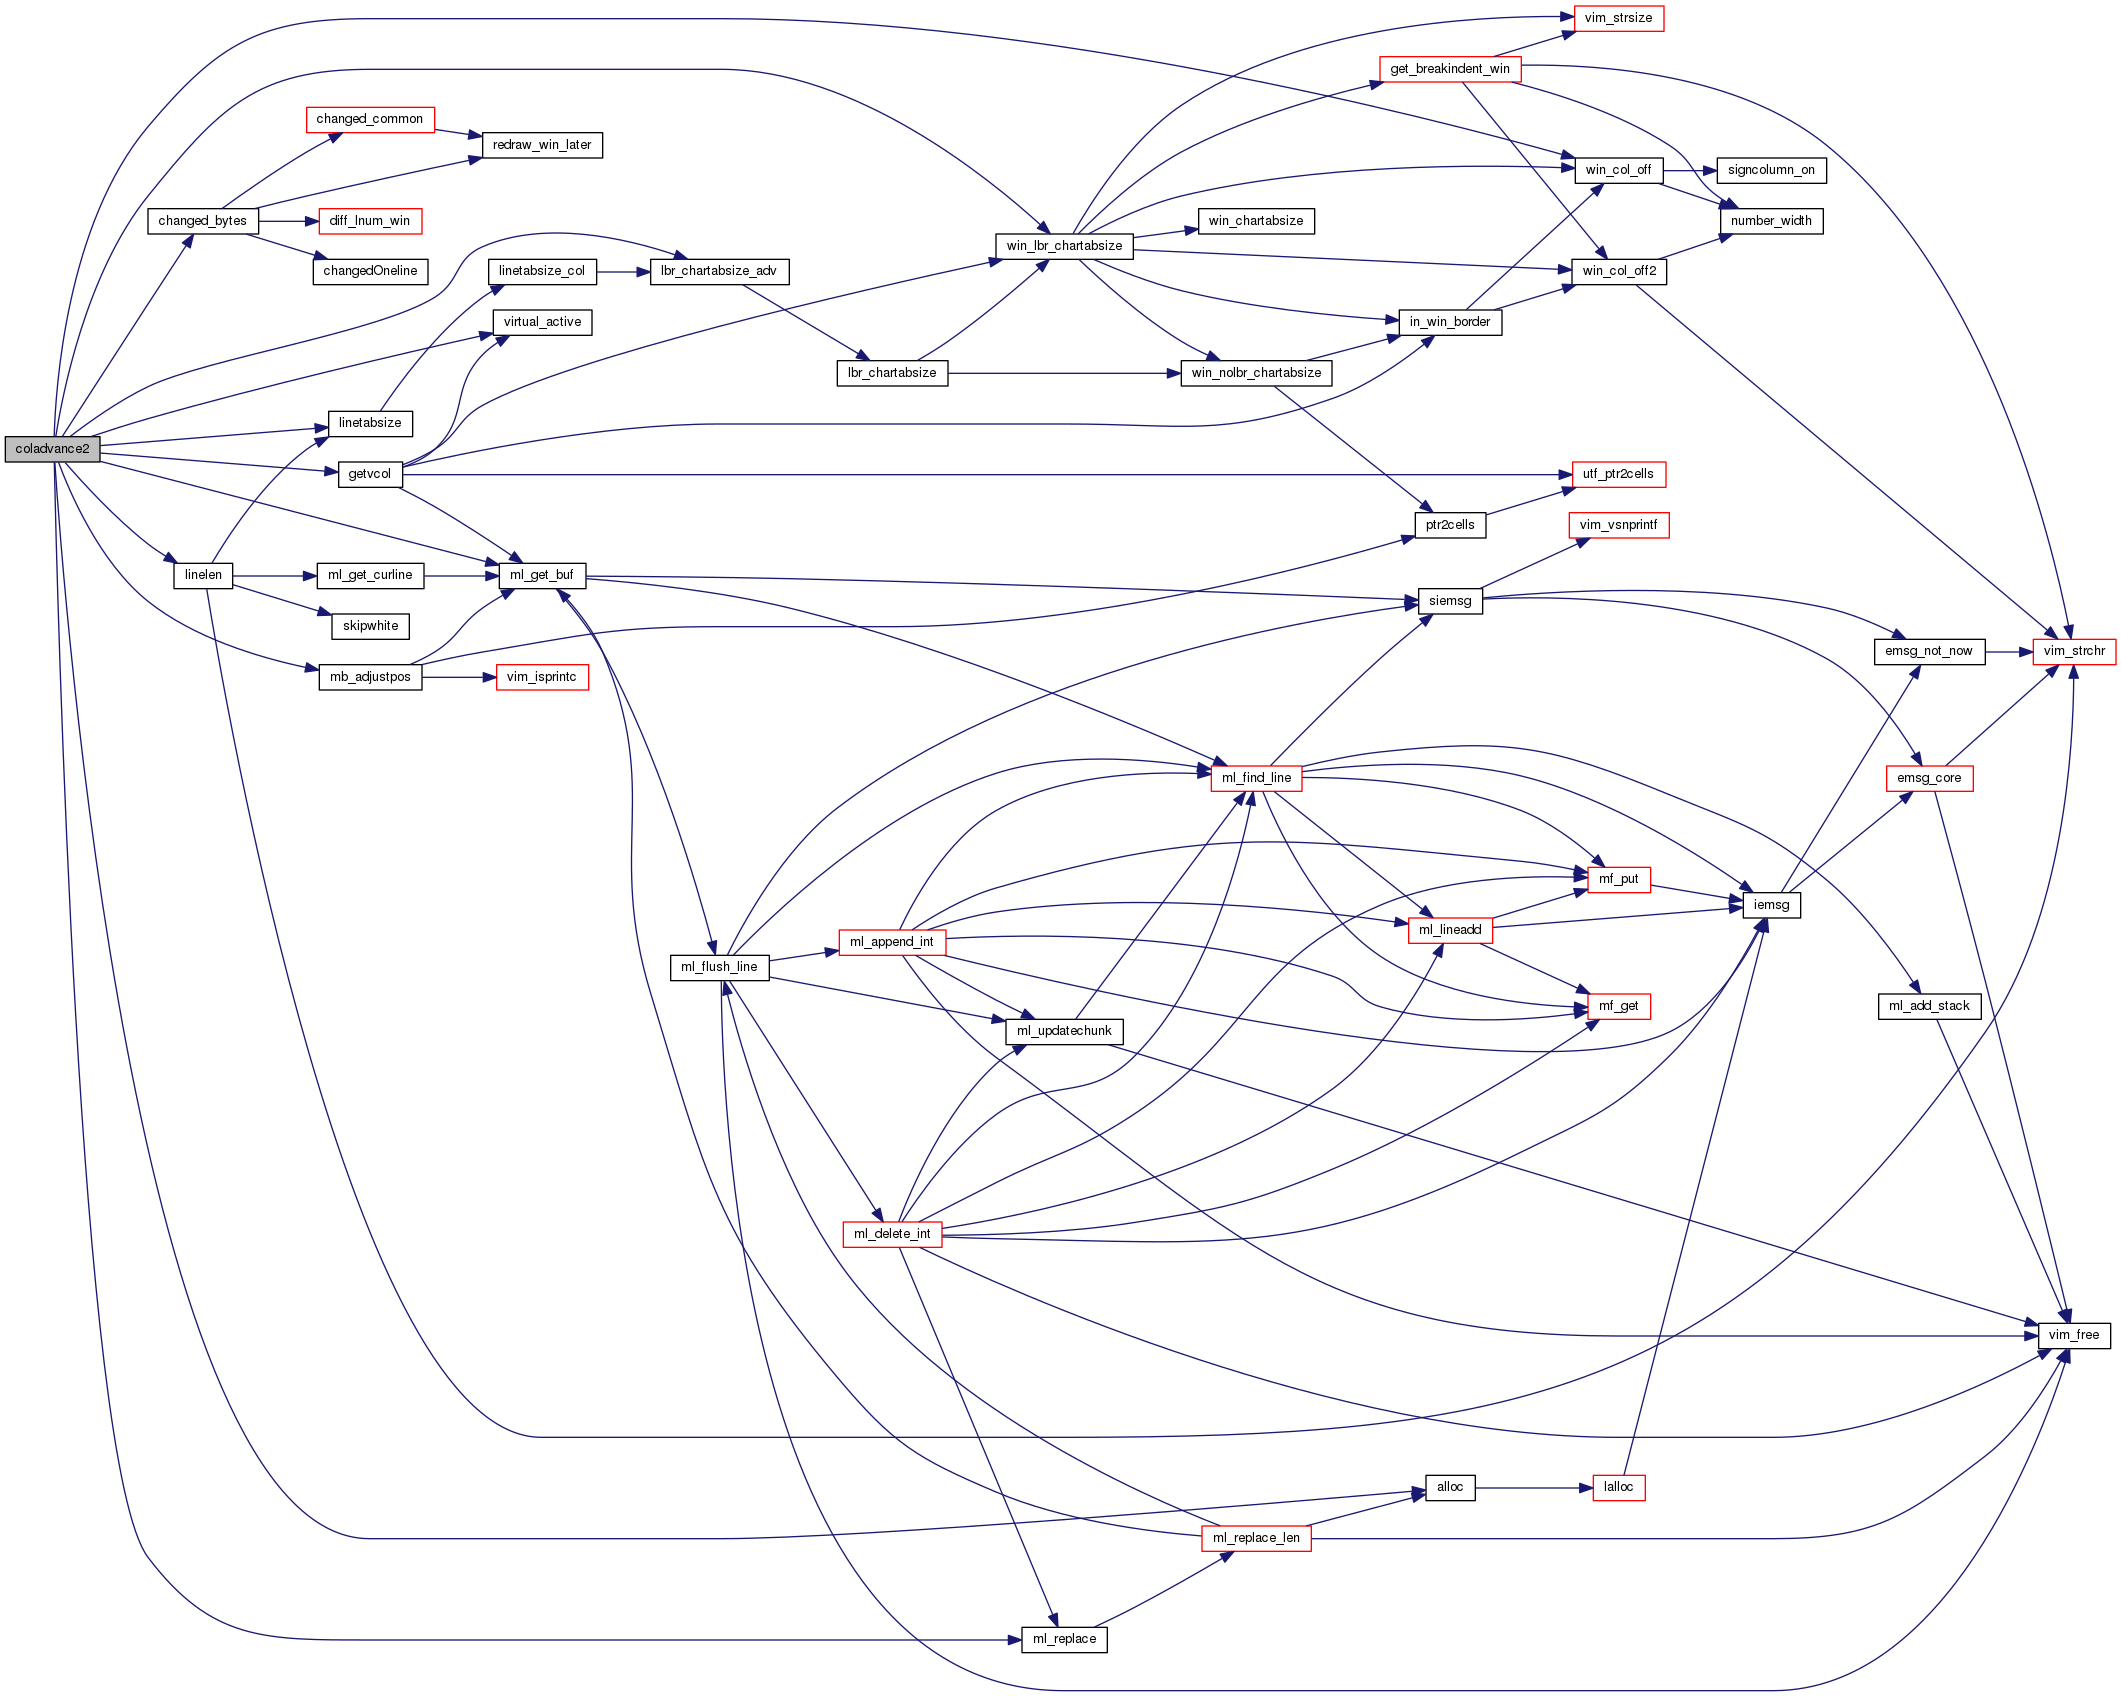 vim_strsize
get_breakindent_win
changed_common
redraw_win_later
win_col_off
signcolumn_on
changed_bytes
diff_lnum_win
win_chartabsize
number_width
win_lbr_chartabsize
changedOneline
linetabsize_col
lbr_chartabsize_adv
win_col_off2
virtual_active
in_win_border
lbr_chartabsize
win_nolbr_chartabsize
linetabsize
coladvance2
getvcol
utf_ptr2cells
ptr2cells
vim_vsnprintf
linelen
ml_get_curline
ml_get_buf
siemsg
skipwhite
emsg_not_now
vim_strchr
mb_adjustpos
vim_isprintc
ml_find_line
emsg_core
mf_put
iemsg
ml_lineadd
ml_append_int
ml_flush_line
mf_get
ml_add_stack
ml_updatechunk
ml_delete_int
vim_free
alloc
lalloc
ml_replace_len
ml_replace